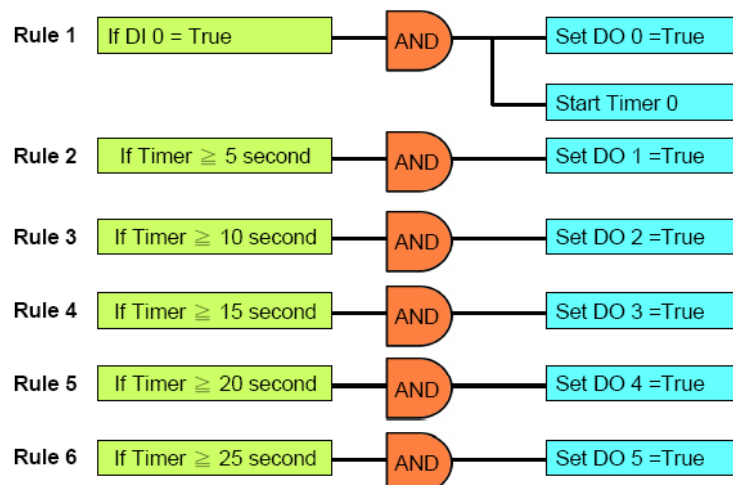 Rule 1 If DI 0 = True AND Set DO 0 =True
Start Timer 0
Rule 2 If Timer ≧ 5 second AND Set DO 1 =True
Rule 3 If Timer ≧ 10 second AND Set DO 2 =True
Rule 4 If Timer ≧ 15 second AND Set DO 3 =True
Rule 5 If Timer ≧ 20 second AND Set DO 4 =True
Rule 6 If Timer ≧ 25 second AND Set DO 5 =True